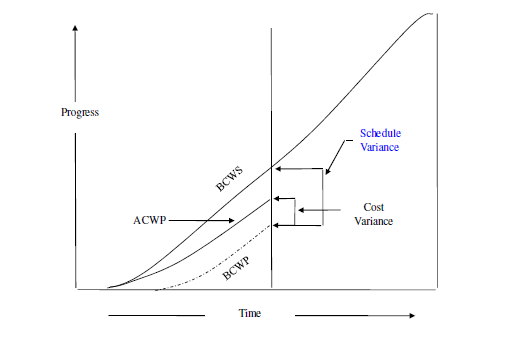 Progress
Schedule
Variance
BCWS
ACWP
Cost
Variance
BCWP
Time